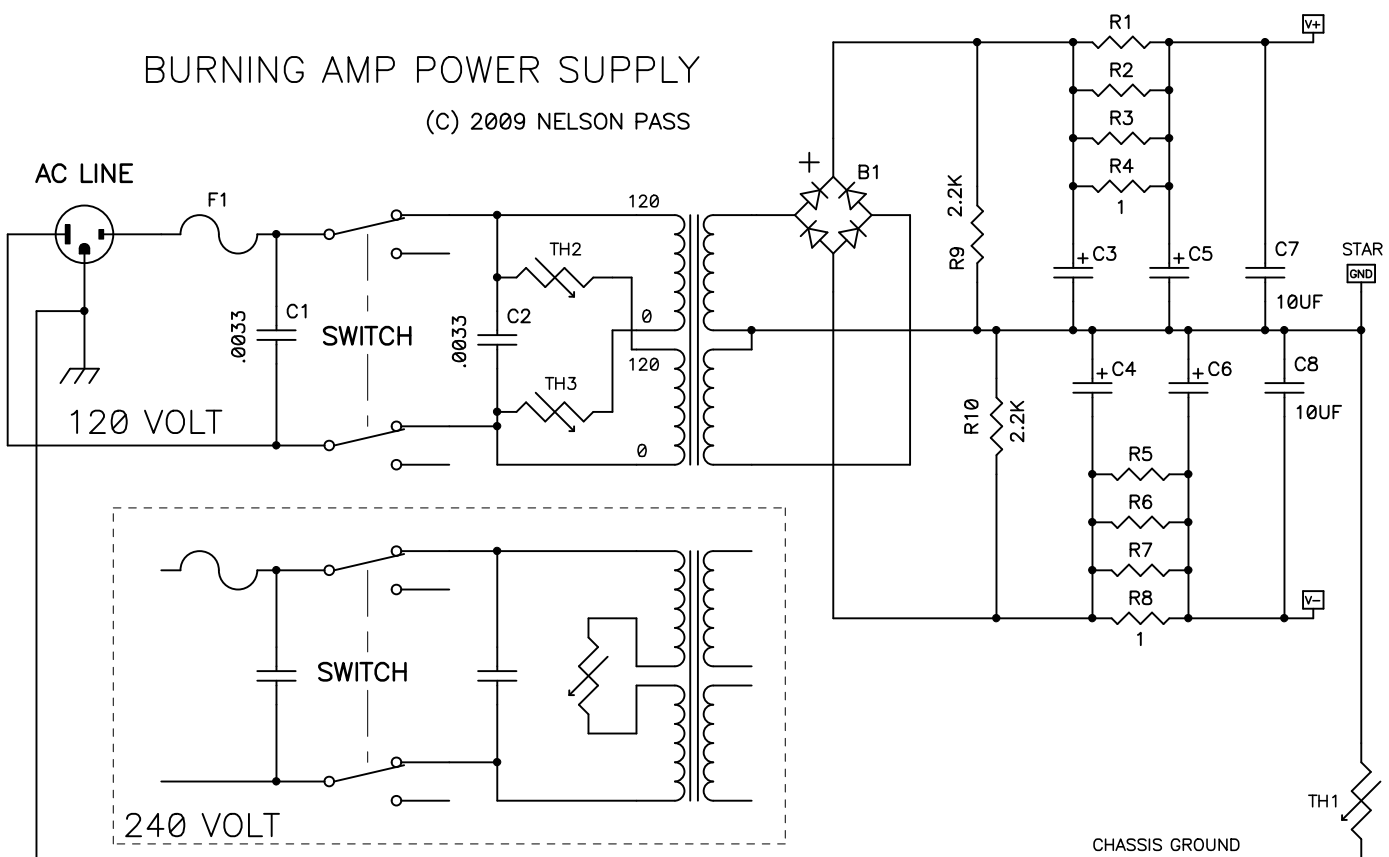 BURNING AMP POWER SUPPLY
(C) 2009 NELSON PASS
AC LINE
F1
C1
.0033
SWITCH
C2
.0033
TH2
TH3
120
0
120
0
120 VOLT
B1
+
R9
2.2K
R10
2.2K
R1
R2
R3
R4
1
V+
+ C3
+ C5
C7
10UF
STAR
GND
+ C4
+ C6
C8
10UF
R5
R6
R7
R8
1
V-
SWITCH
240 VOLT
TH1
CHASSIS GROUND